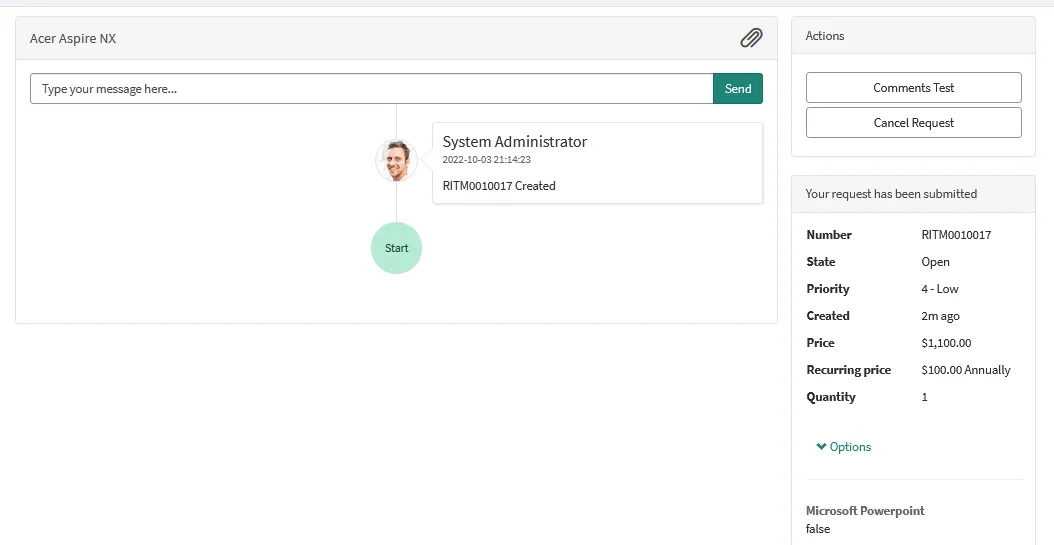 Acer Aspire NX
Type your message here...
Send
System Administrator
2022-10-03 21:14:23
RITM0010017 Created
Start
Actions
Comments Test
Cancel Request
Your request has been submitted
Number RITM0010017
State Open
Priority 4 - Low
Created 2m ago
Price $1,100.00
Recurring price $100.00 Annually
Quantity 1
Options
Microsoft Powerpoint
false